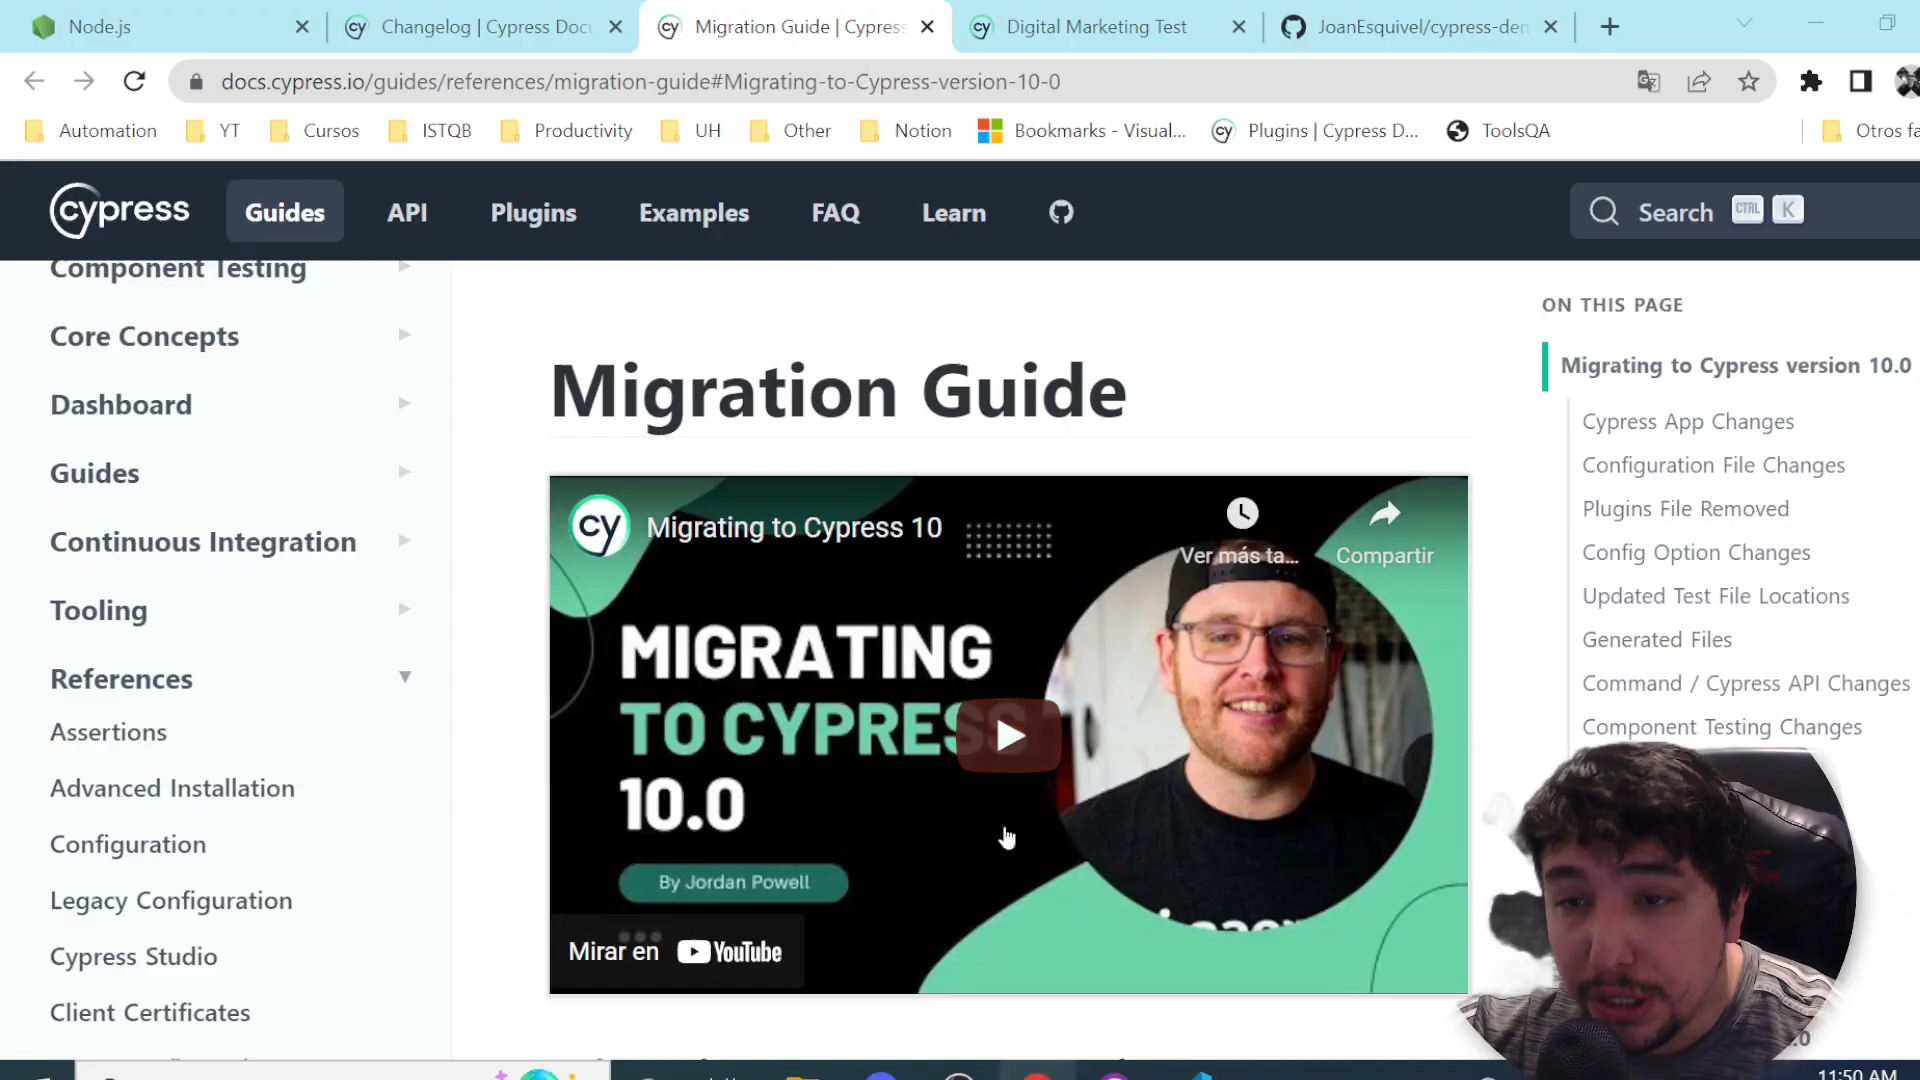 Node.js
Changelog | Cypress Docu
Migration Guide | Cypress
Digital Marketing Test
JoanEsquivel/cypress-dem
docs.cypress.io/guides/references/migration-guide#Migrating-to-Cypress-version-10-0
Automation
YT
Cursos
ISTQB
Productivity
UH
Other
Notion
Bookmarks - Visual...
Plugins | Cypress D...
ToolsQA
Otros fa
cypress
Guides
API
Plugins
Examples
FAQ
Learn
Search
CTRL
K
Component Testing
Core Concepts
Dashboard
Guides
Continuous Integration
Tooling
References
Assertions
Advanced Installation
Configuration
Legacy Configuration
Cypress Studio
Client Certificates
Migration Guide
cy
Migrating to Cypress 10
Ver más ta...
Compartir
MIGRATING
TO CYPRESS
10.0
By Jordan Powell
Mirar en YouTube
ON THIS PAGE
Migrating to Cypress version 10.0
Cypress App Changes
Configuration File Changes
Plugins File Removed
Config Option Changes
Updated Test File Locations
Generated Files
Command / Cypress API Changes
Component Testing Changes
11:50 AM